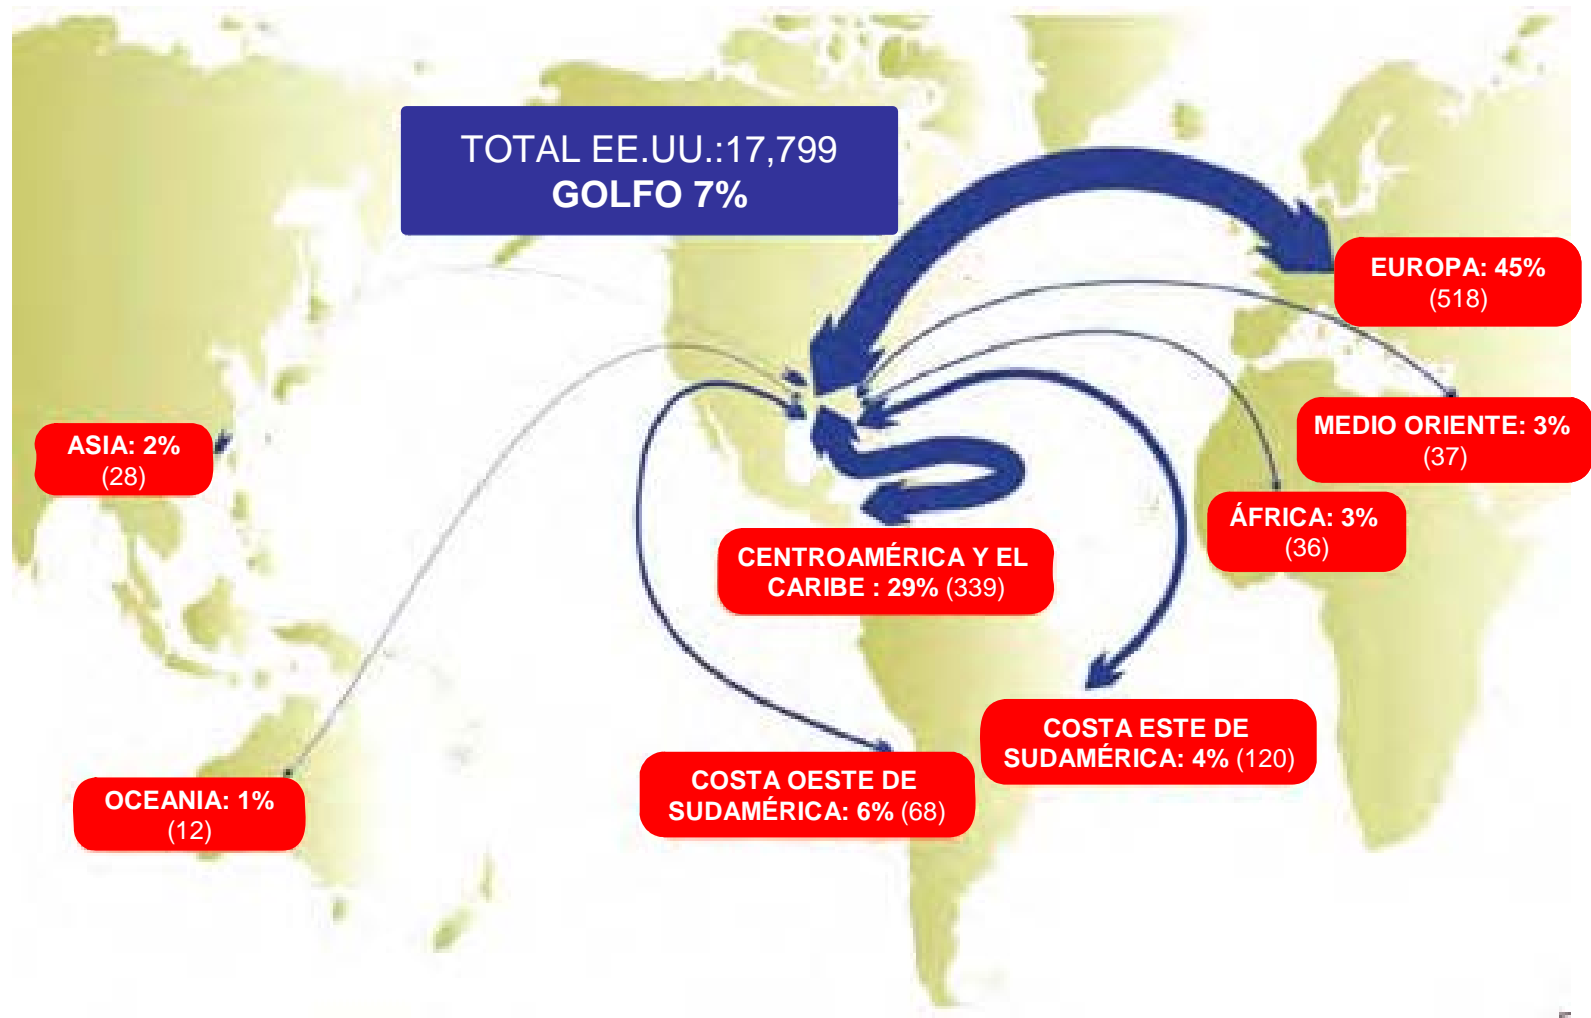 TOTAL EE.UU.:17,799
GOLFO 7%
EUROPA: 45%
(518)
ASIA: 2%
(28)
MEDIO ORIENTE: 3%
(37)
ÁFRICA: 3%
(36)
CENTROAMÉRICA Y EL
CARIBE : 29% (339)
COSTA ESTE DE
SUDAMÉRICA: 4% (120)
COSTA OESTE DE
SUDAMÉRICA: 6% (68)
OCEANIA: 1%
(12)